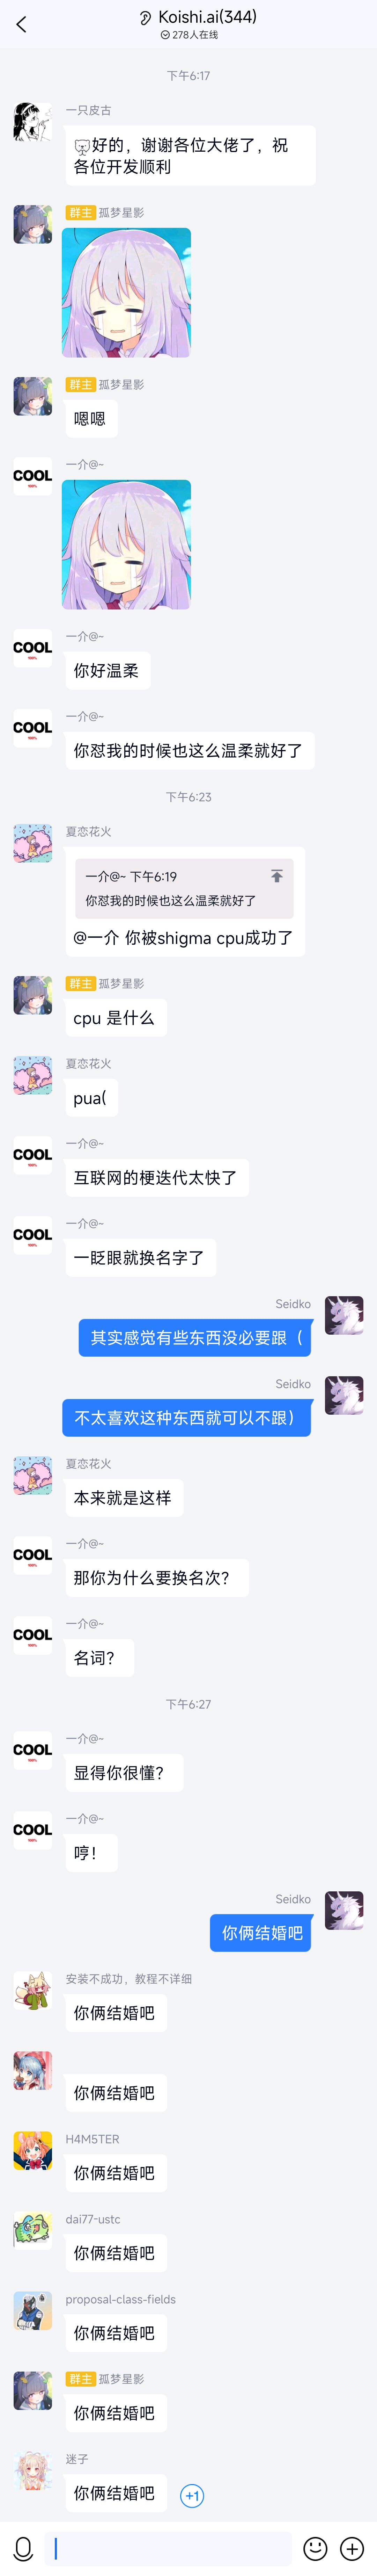 Koishi.ai(344)
278人在线
下午6:17
一只皮古
好的，谢谢各位大佬了，祝
各位开发顺利
群主 孤梦星影
群主 孤梦星影
嗯嗯
COOL
一介@~
COOL
一介@~
你好温柔
COOL
一介@~
你怼我的时候也这么温柔就好了
下午6:23
夏恋花火
一介@~ 下午6:19
你怼我的时候也这么温柔就好了
@一介 你被shigma cpu成功了
群主 孤梦星影
cpu 是什么
夏恋花火
pua(
COOL
一介@~
互联网的梗迭代太快了
COOL
一介@~
一眨眼就换名字了
Seidko
其实感觉有些东西没必要跟（
Seidko
不太喜欢这种东西就可以不跟）
夏恋花火
本来就是这样
COOL
一介@~
那你为什么要换名次？
COOL
一介@~
名词？
下午6:27
COOL
一介@~
显得你很懂？
COOL
一介@~
哼！
Seidko
你俩结婚吧
安装不成功，教程不详细
你俩结婚吧
你俩结婚吧
H4M5TER
你俩结婚吧
dai77-ustc
你俩结婚吧
proposal-class-fields
你俩结婚吧
群主 孤梦星影
你俩结婚吧
迷子
你俩结婚吧
+1